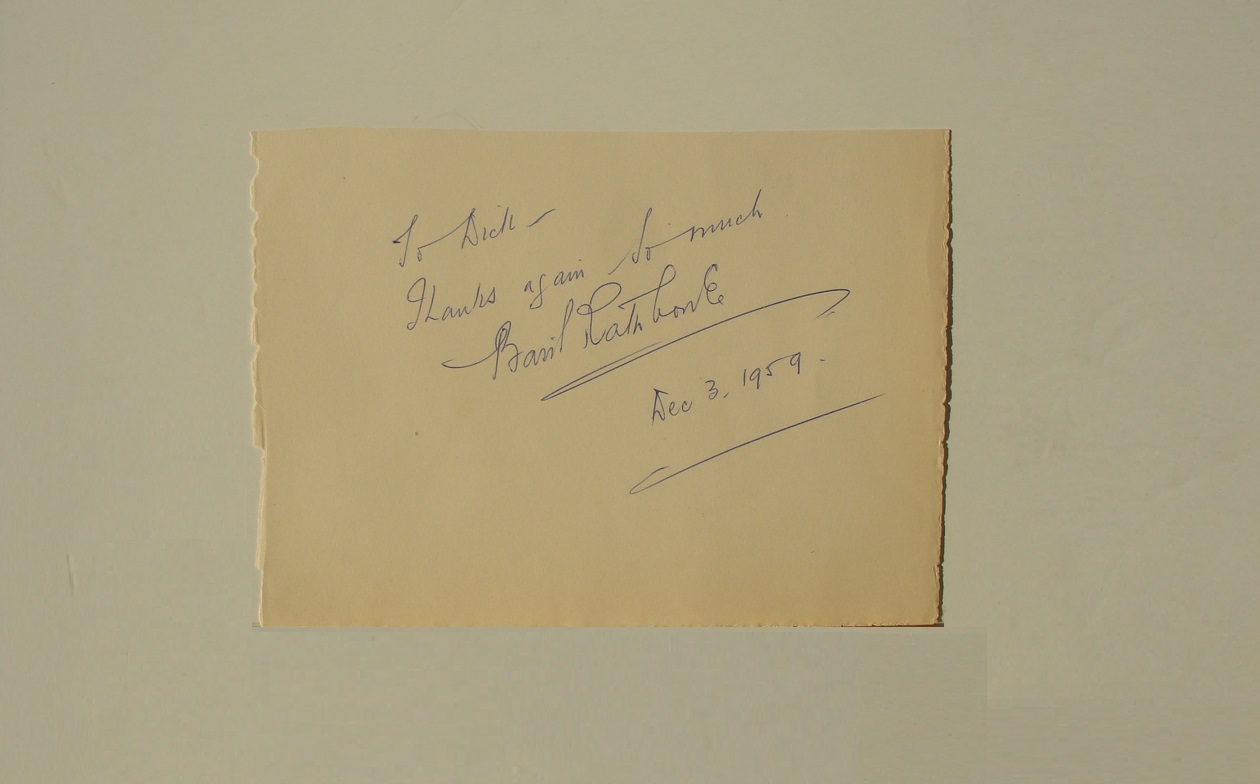 To Dick –
Thanks again so much
Basil Rathbone
Dec 3. 1959.